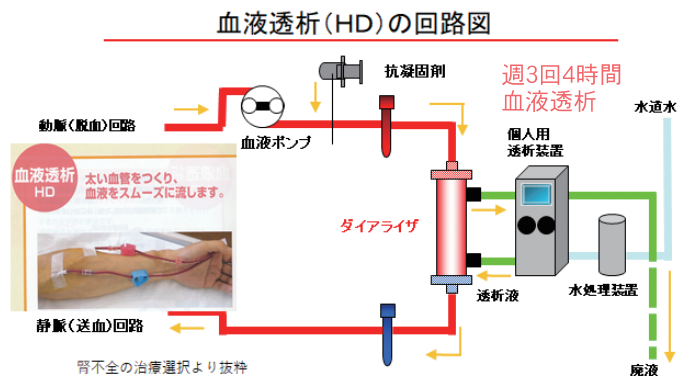 血液透析(HD)の回路図
抗凝固剤
週3回4時間
血液透析
水道水
動脈(脱血)回路
血液ポンプ
個人用
透析装置
血液透析
HD
太い血管をつくり、
血液をスムーズに流します。
ダイアライザ
透析液
水処理装置
静脈(送血)回路
腎不全の治療選択より抜粋
廃液